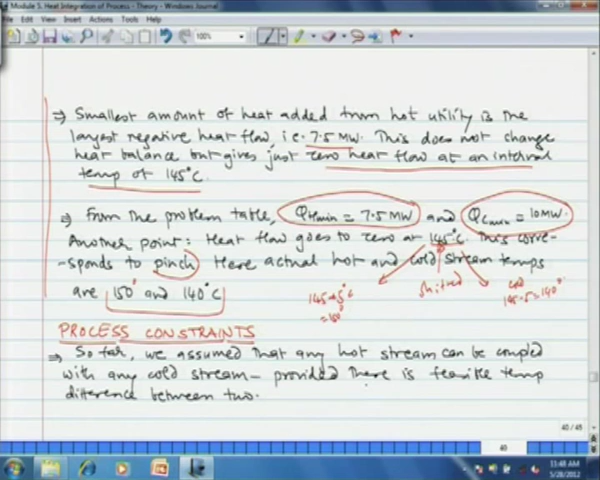 Module 5. Heat Integration of Process - Theory - Windows Journal
File Edit View Insert Actions Tools Help
100%
⇒ Smallest amount of heat added from hot utility is the
largest negative heat flow, i.e. 7.5 MW. This does not change
heat balance but gives just zero heat flow at an interval
temp of 145°C.
⇒ From the problem table, QHmin = 7.5 MW and QCmin = 10 MW.
Another point: Heat flow goes to zero at 145°C. This corre-
-sponds to pinch. Here actual hot and cold stream temps
are 150° and 140°C
145+5°C
=150°
shifted
cold
145-5=140°
PROCESS CONSTRAINTS
⇒ So far, we assumed that any hot stream can be coupled
with any cold stream — provided there is feasible temp
difference between two.
40/45
40
11:48 AM
5/28/2012